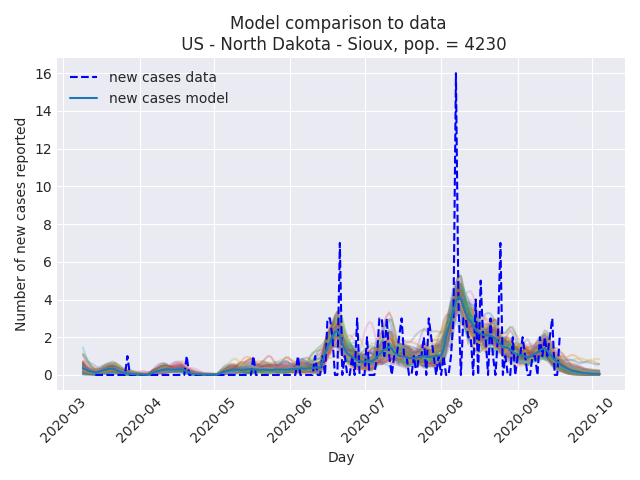 Model comparison to data
US - North Dakota - Sioux, pop. = 4230
new cases data
new cases model
Number of new cases reported
16
14
12
10
8
6
4
2
0
2020-03
2020-04
2020-05
2020-06
2020-07
2020-08
2020-09
2020-10
Day